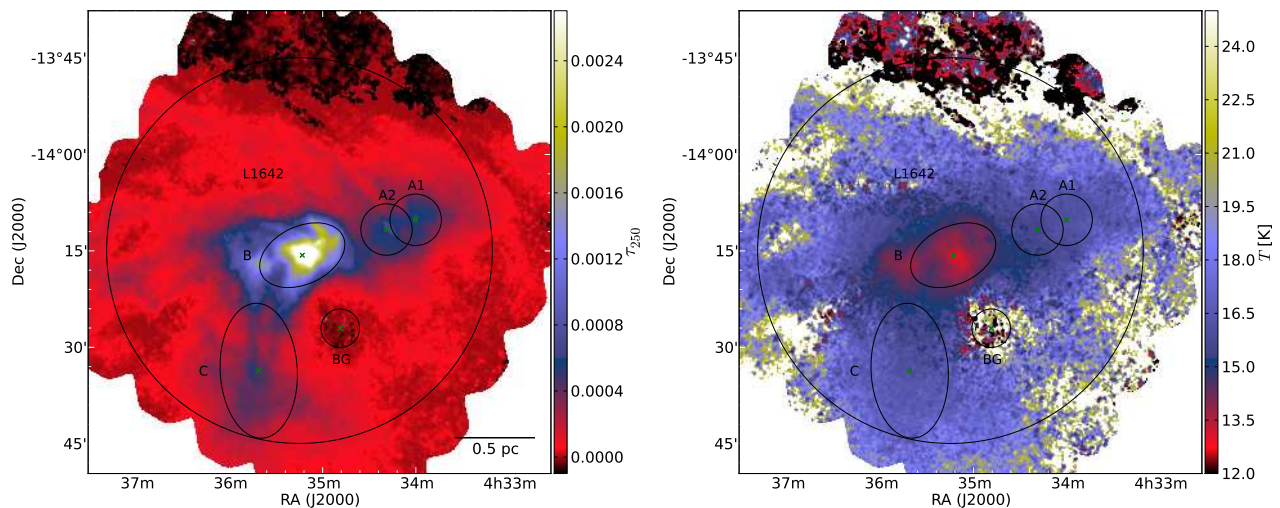 -13°45'
-14°00'
15'
30'
45'
Dec (J2000)
37m
36m
35m
34m
4h33m
RA (J2000)
L1642
A2
A1
B
C
BG
0.5 pc
0.0024
0.0020
0.0016
0.0012
0.0008
0.0004
0.0000
τ250
-13°45'
-14°00'
15'
30'
45'
Dec (J2000)
37m
36m
35m
34m
4h33m
RA (J2000)
L1642
A2
A1
B
C
BG
24.0
22.5
21.0
19.5
18.0
16.5
15.0
13.5
12.0
T [K]